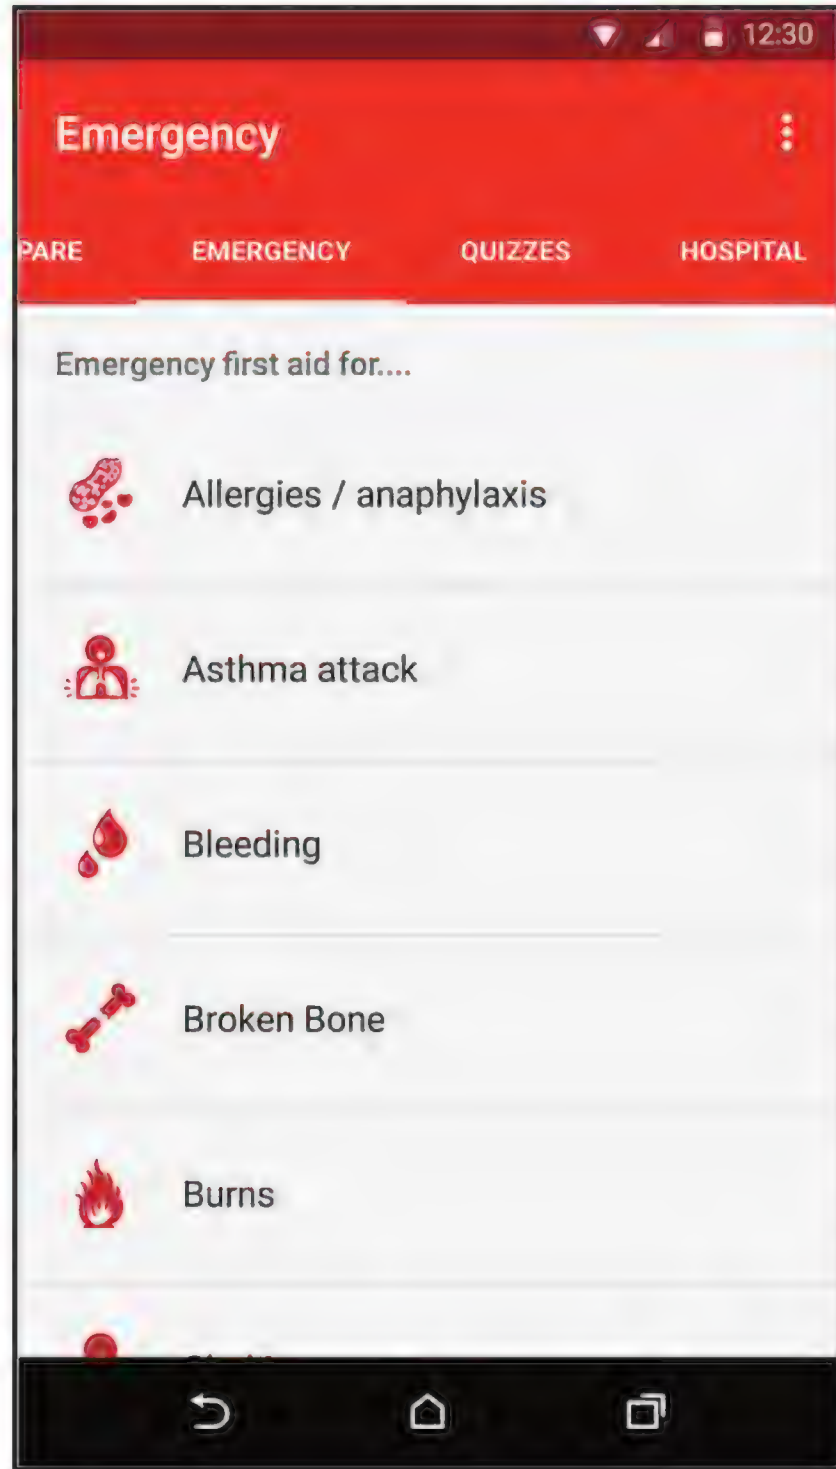 12:30
Emergency
PARE EMERGENCY QUIZZES HOSPITAL
Emergency first aid for....
Allergies / anaphylaxis
Asthma attack
Bleeding
Broken Bone
Burns